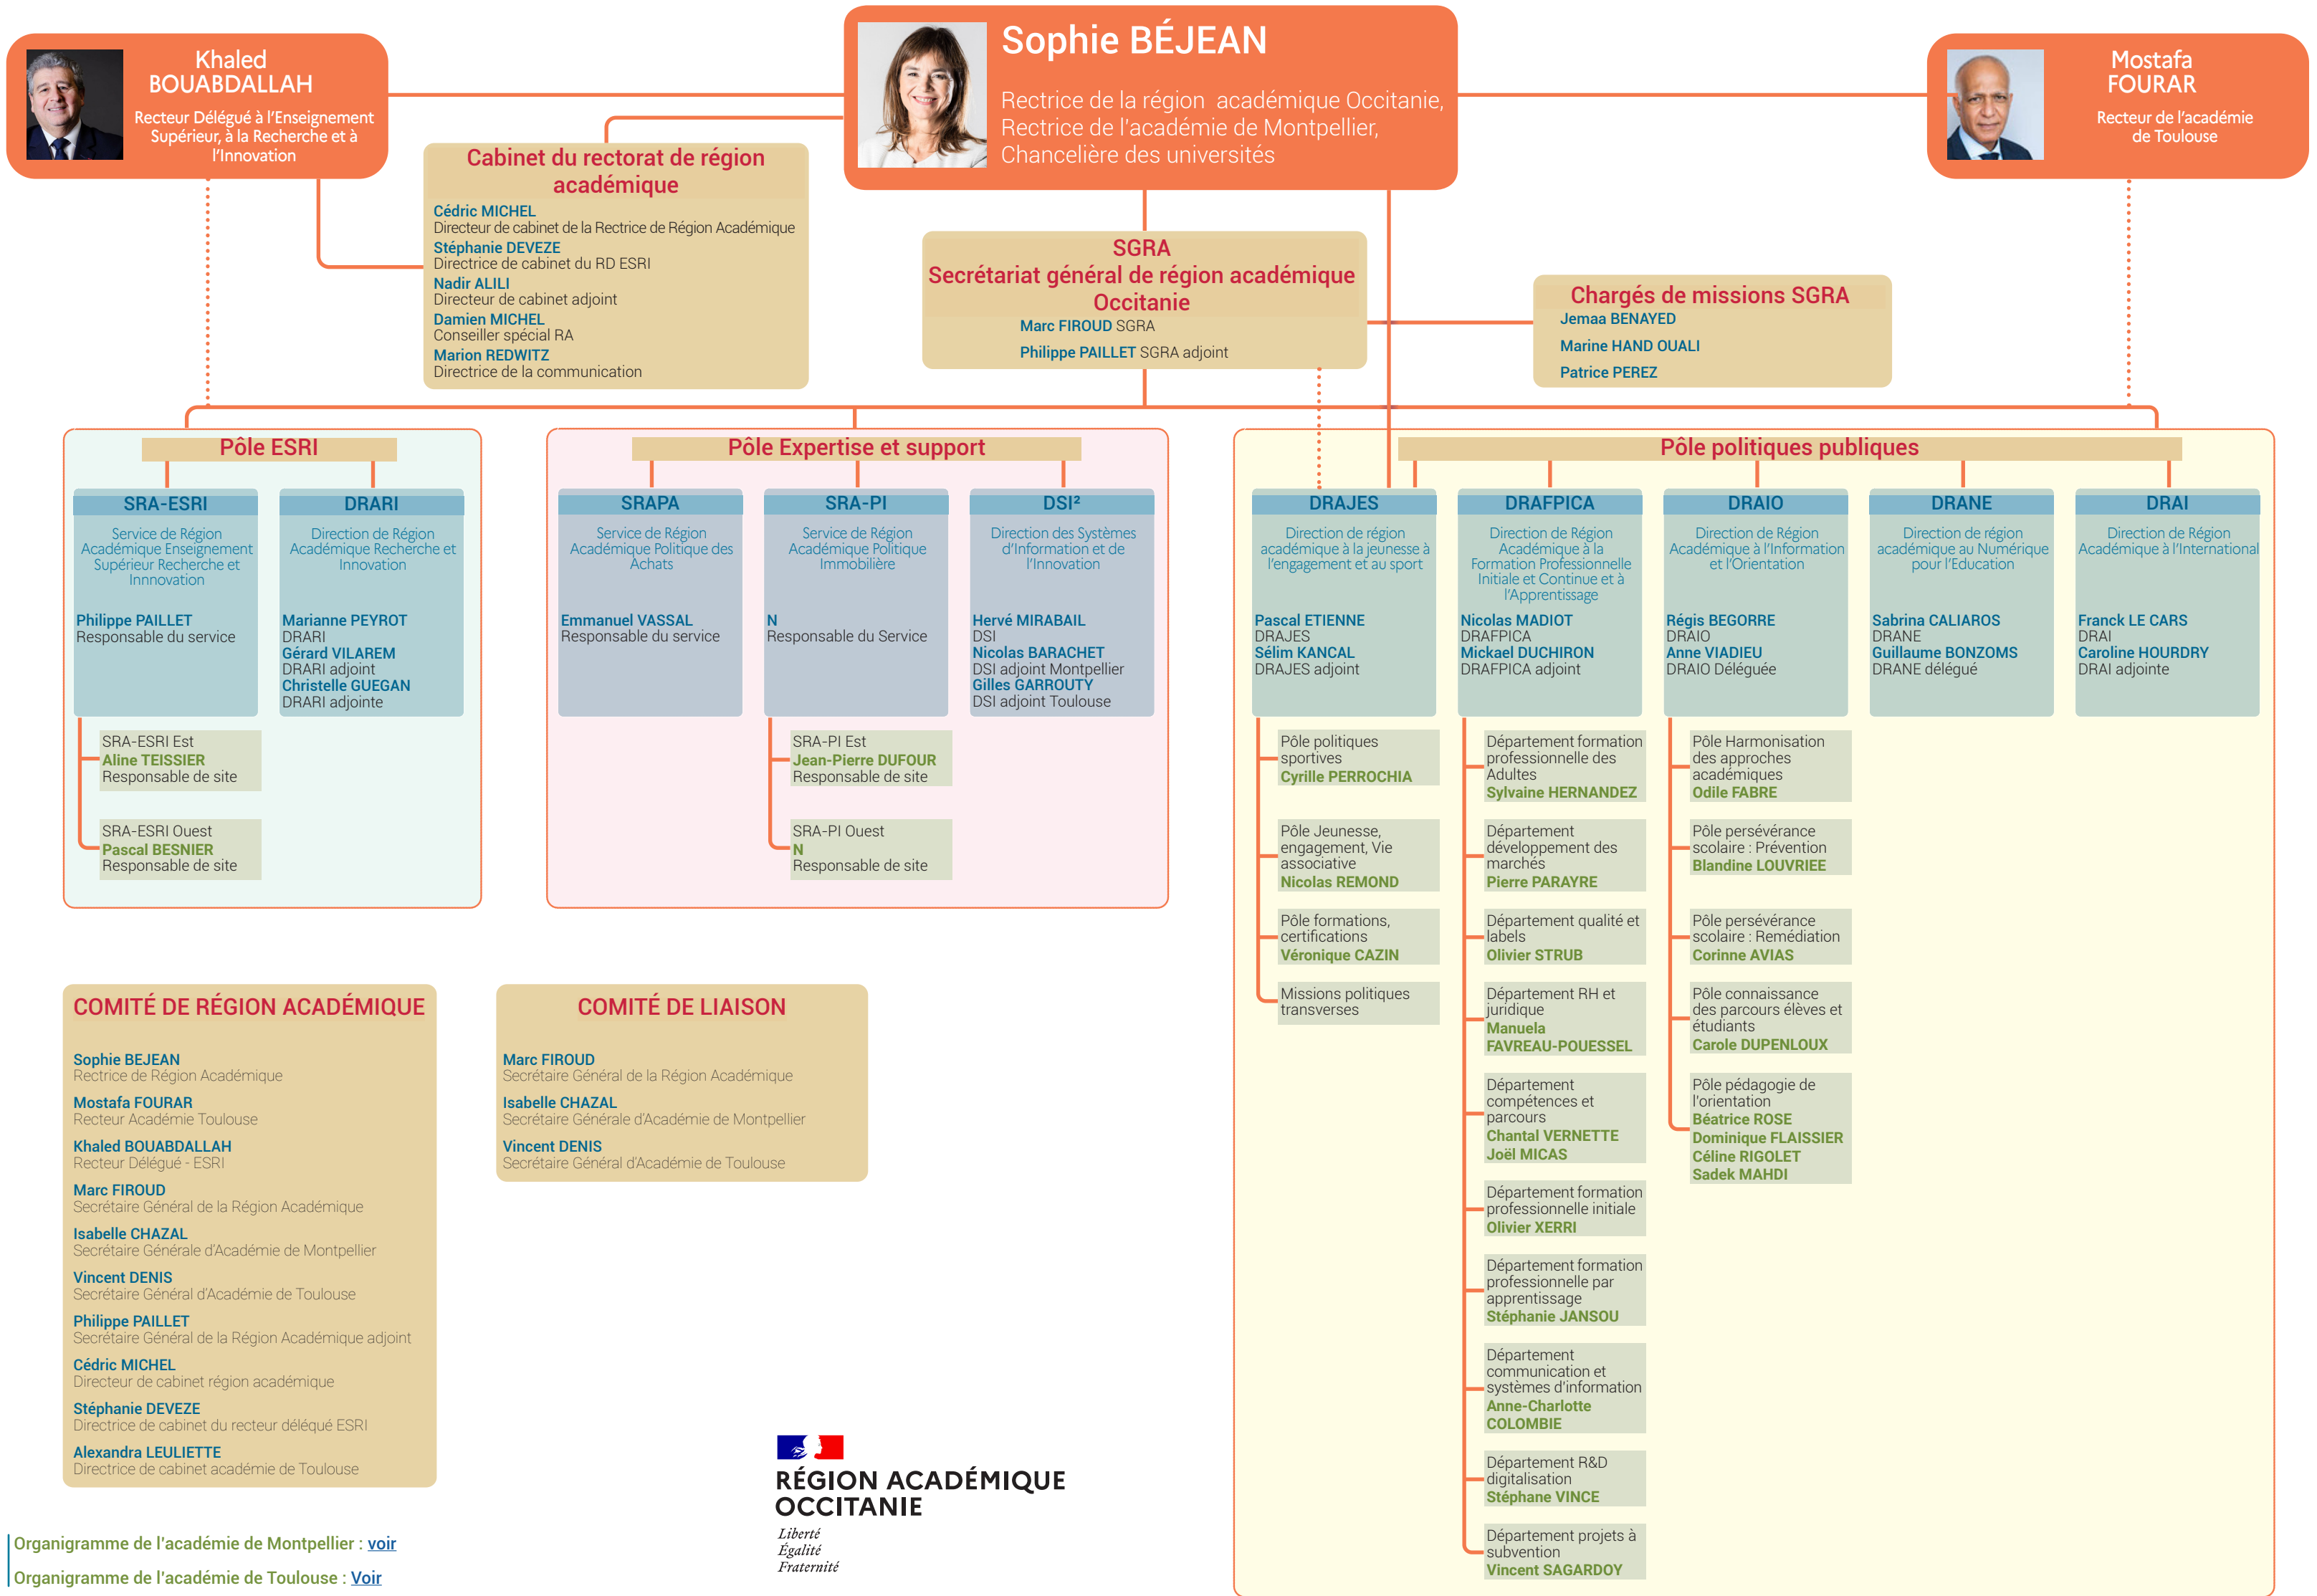 Khaled
BOUABDALLAH
Recteur Délégué à l'Enseignement
Supérieur, à la Recherche et à
l'Innovation
Sophie BÉJEAN
Rectrice de la région académique Occitanie,
Rectrice de l'académie de Montpellier,
Chancelière des universités
Mostafa
FOURAR
Recteur de l'académie
de Toulouse
Cabinet du rectorat de région
académique
Cédric MICHEL
Directeur de cabinet de la Rectrice de Région Académique
Stéphanie DEVEZE
Directrice de cabinet du RD ESRI
Nadir ALILI
Directeur de cabinet adjoint
Damien MICHEL
Conseiller spécial RA
Marion REDWITZ
Directrice de la communication
SGRA
Secrétariat général de région académique
Occitanie
Marc FIROUD SGRA
Philippe PAILLET SGRA adjoint
Chargés de missions SGRA
Jemaa BENAYED
Marine HAND OUALI
Patrice PEREZ
Pôle ESRI
SRA-ESRI
Service de Région
Académique Enseignement
Supérieur Recherche et
Innnovation
Philippe PAILLET
Responsable du service
SRA-ESRI Est
Aline TEISSIER
Responsable de site
SRA-ESRI Ouest
Pascal BESNIER
Responsable de site
DRARI
Direction de Région
Académique Recherche et
Innovation
Marianne PEYROT
DRARI
Gérard VILAREM
DRARI adjoint
Christelle GUEGAN
DRARI adjointe
Pôle Expertise et support
SRAPA
Service de Région
Académique Politique des
Achats
Emmanuel VASSAL
Responsable du service
SRA-PI
Service de Région
Académique Politique
Immobilière
N
Responsable du Service
SRA-PI Est
Jean-Pierre DUFOUR
Responsable de site
SRA-PI Ouest
N
Responsable de site
DSI²
Direction des Systèmes
d'Information et de
l'Innovation
Hervé MIRABAIL
DSI
Nicolas BARACHET
DSI adjoint Montpellier
Gilles GARROUTY
DSI adjoint Toulouse
Pôle politiques publiques
DRAJES
Direction de région
académique à la jeunesse à
l'engagement et au sport
Pascal ETIENNE
DRAJES
Sélim KANCAL
DRAJES adjoint
Pôle politiques
sportives
Cyrille PERROCHIA
Pôle Jeunesse,
engagement, Vie
associative
Nicolas REMOND
Pôle formations,
certifications
Véronique CAZIN
Missions politiques
transverses
DRAFPICA
Direction de Région
Académique à la
Formation Professionnelle
Initiale et Continue et à
l'Apprentissage
Nicolas MADIOT
DRAFPICA
Mickael DUCHIRON
DRAFPICA adjoint
Département formation
professionnelle des
Adultes
Sylvaine HERNANDEZ
Département
développement des
marchés
Pierre PARAYRE
Département qualité et
labels
Olivier STRUB
Département RH et
juridique
Manuela
FAVREAU-POUESSEL
Département
compétences et
parcours
Chantal VERNETTE
Joël MICAS
Département formation
professionnelle initiale
Olivier XERRI
Département formation
professionnelle par
apprentissage
Stéphanie JANSOU
Département
communication et
systèmes d'information
Anne-Charlotte
COLOMBIE
Département R&D
digitalisation
Stéphane VINCE
Département projets à
subvention
Vincent SAGARDOY
DRAIO
Direction de Région
Académique à l'Information
et l'Orientation
Régis BEGORRE
DRAIO
Anne VIADIEU
DRAIO Déléguée
Pôle Harmonisation
des approches
académiques
Odile FABRE
Pôle persévérance
scolaire : Prévention
Blandine LOUVRIEE
Pôle persévérance
scolaire : Remédiation
Corinne AVIAS
Pôle connaissance
des parcours élèves et
étudiants
Carole DUPENLOUX
Pôle pédagogie de
l'orientation
Béatrice ROSE
Dominique FLAISSIER
Céline RIGOLET
Sadek MAHDI
DRANE
Direction de région
académique au Numérique
pour l'Education
Sabrina CALIAROS
DRANE
Guillaume BONZOMS
DRANE délégué
DRAI
Direction de Région
Académique à l'International
Franck LE CARS
DRAI
Caroline HOURDRY
DRAI adjointe
COMITÉ DE RÉGION ACADÉMIQUE
Sophie BEJEAN
Rectrice de Région Académique
Mostafa FOURAR
Recteur Académie Toulouse
Khaled BOUABDALLAH
Recteur Délégué - ESRI
Marc FIROUD
Secrétaire Général de la Région Académique
Isabelle CHAZAL
Secrétaire Générale d'Académie de Montpellier
Vincent DENIS
Secrétaire Général d'Académie de Toulouse
Philippe PAILLET
Secrétaire Général de la Région Académique adjoint
Cédric MICHEL
Directeur de cabinet région académique
Stéphanie DEVEZE
Directrice de cabinet du recteur délégué ESRI
Alexandra LEULIETTE
Directrice de cabinet académie de Toulouse
COMITÉ DE LIAISON
Marc FIROUD
Secrétaire Général de la Région Académique
Isabelle CHAZAL
Secrétaire Générale d'Académie de Montpellier
Vincent DENIS
Secrétaire Général d'Académie de Toulouse
RÉGION ACADÉMIQUE
OCCITANIE
Liberté
Égalité
Fraternité
Organigramme de l'académie de Montpellier : voir
Organigramme de l'académie de Toulouse : Voir